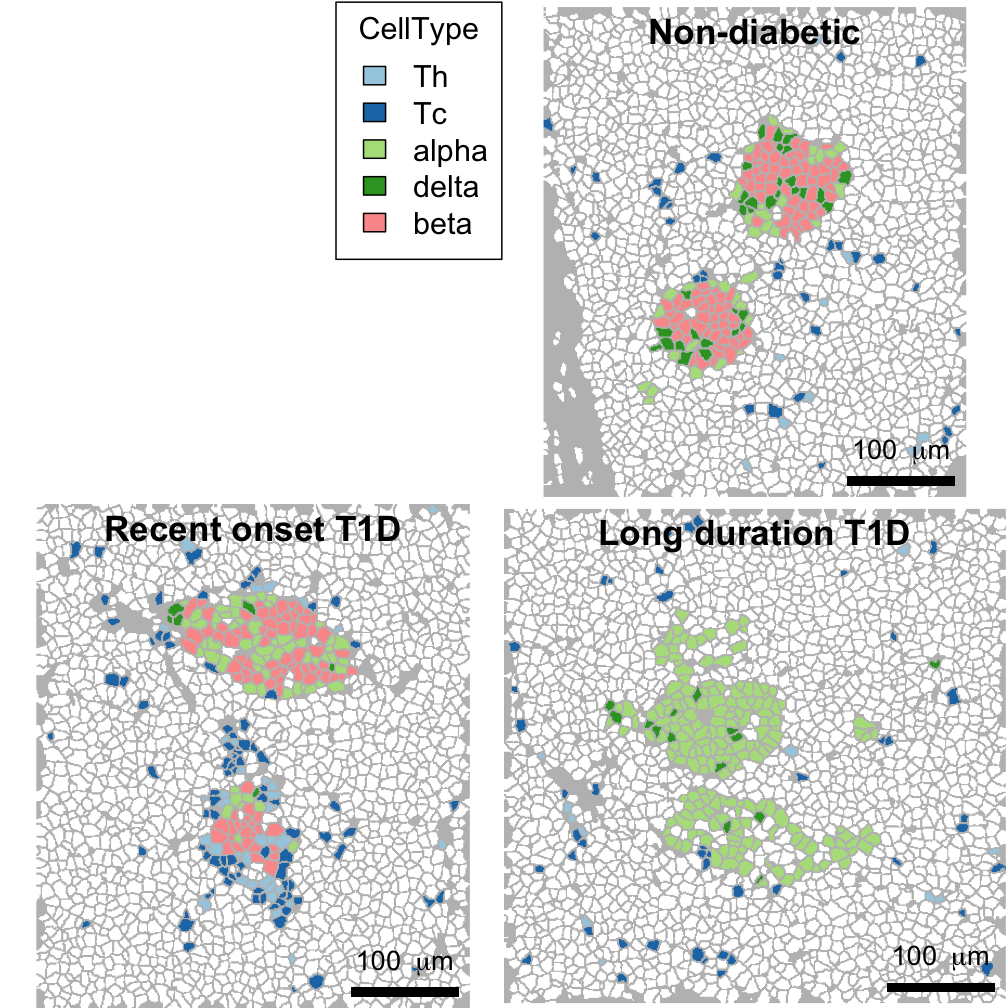 CellType
Th
Tc
alpha
delta
beta
Non-diabetic
100 μm
Recent onset T1D
100 μm
Long duration T1D
100 μm